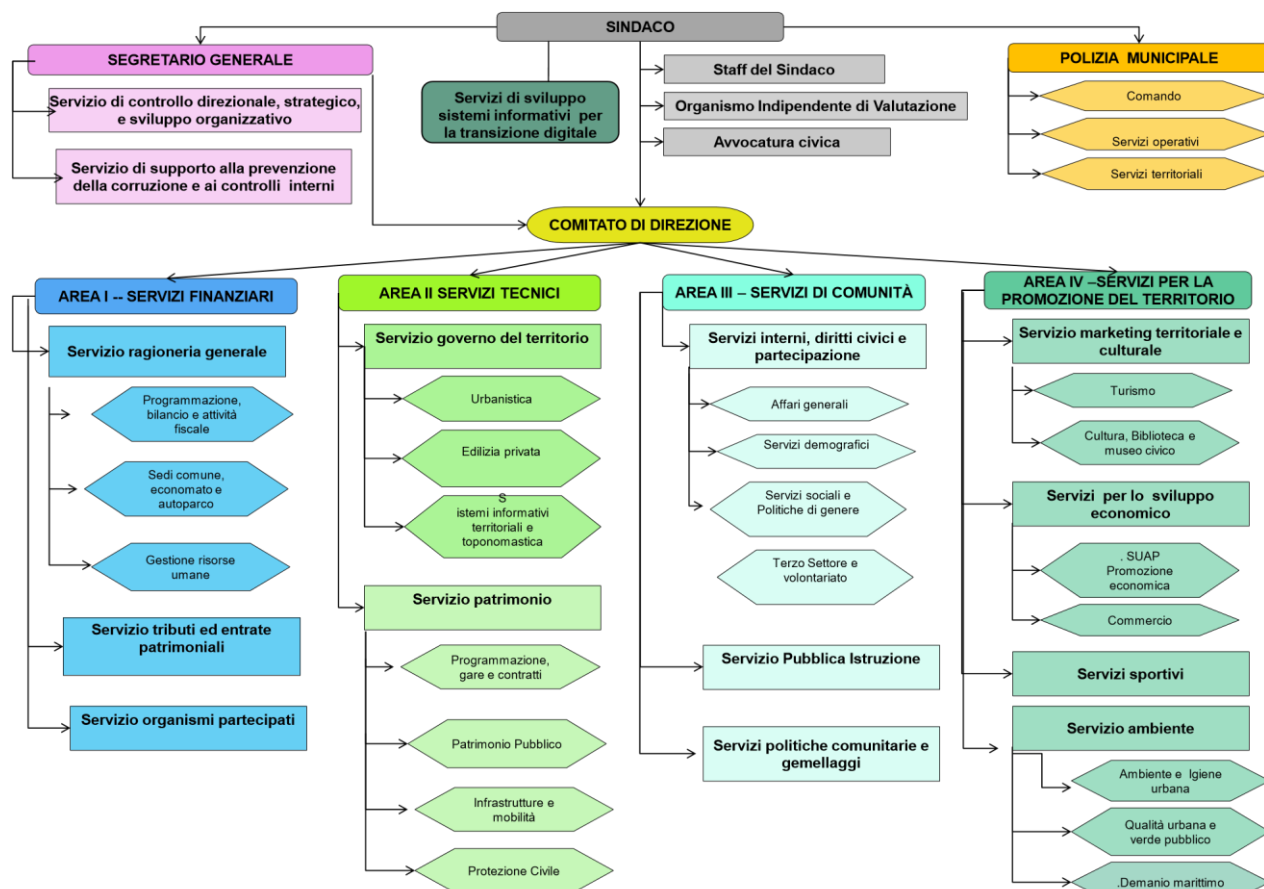 SINDACO
SEGRETARIO GENERALE
Servizio di controllo direzionale, strategico,
e sviluppo organizzativo
Servizio di supporto alla prevenzione
della corruzione e ai controlli interni
Servizi di sviluppo
sistemi informativi per
la transizione digitale
Staff del Sindaco
Organismo Indipendente di Valutazione
Avvocatura civica
POLIZIA MUNICIPALE
Comando
Servizi operativi
Servizi territoriali
COMITATO DI DIREZIONE
AREA I -- SERVIZI FINANZIARI
Servizio ragioneria generale
Programmazione,
bilancio e attività
fiscale
Sedi comune,
economato e
autoparco
Gestione risorse
umane
Servizio tributi ed entrate
patrimoniali
Servizio organismi partecipati
AREA II SERVIZI TECNICI
Servizio governo del territorio
Urbanistica
Edilizia privata
S
istemi informativi
territoriali e
toponomastica
Servizio patrimonio
Programmazione,
gare e contratti
Patrimonio Pubblico
Infrastrutture e
mobilità
Protezione Civile
AREA III – SERVIZI DI COMUNITÀ
Servizi interni, diritti civici e
partecipazione
Affari generali
Servizi demografici
Servizi sociali e
Politiche di genere
Terzo Settore e
volontariato
Servizio Pubblica Istruzione
Servizi politiche comunitarie e
gemellaggi
AREA IV –SERVIZI PER LA
PROMOZIONE DEL TERRITORIO
Servizio marketing territoriale e
culturale
Turismo
Cultura, Biblioteca e
museo civico
Servizi per lo sviluppo
economico
. SUAP
Promozione
economica
Commercio
Servizi sportivi
Servizio ambiente
Ambiente e Igiene
urbana
Qualità urbana e
verde pubblico
.Demanio marittimo